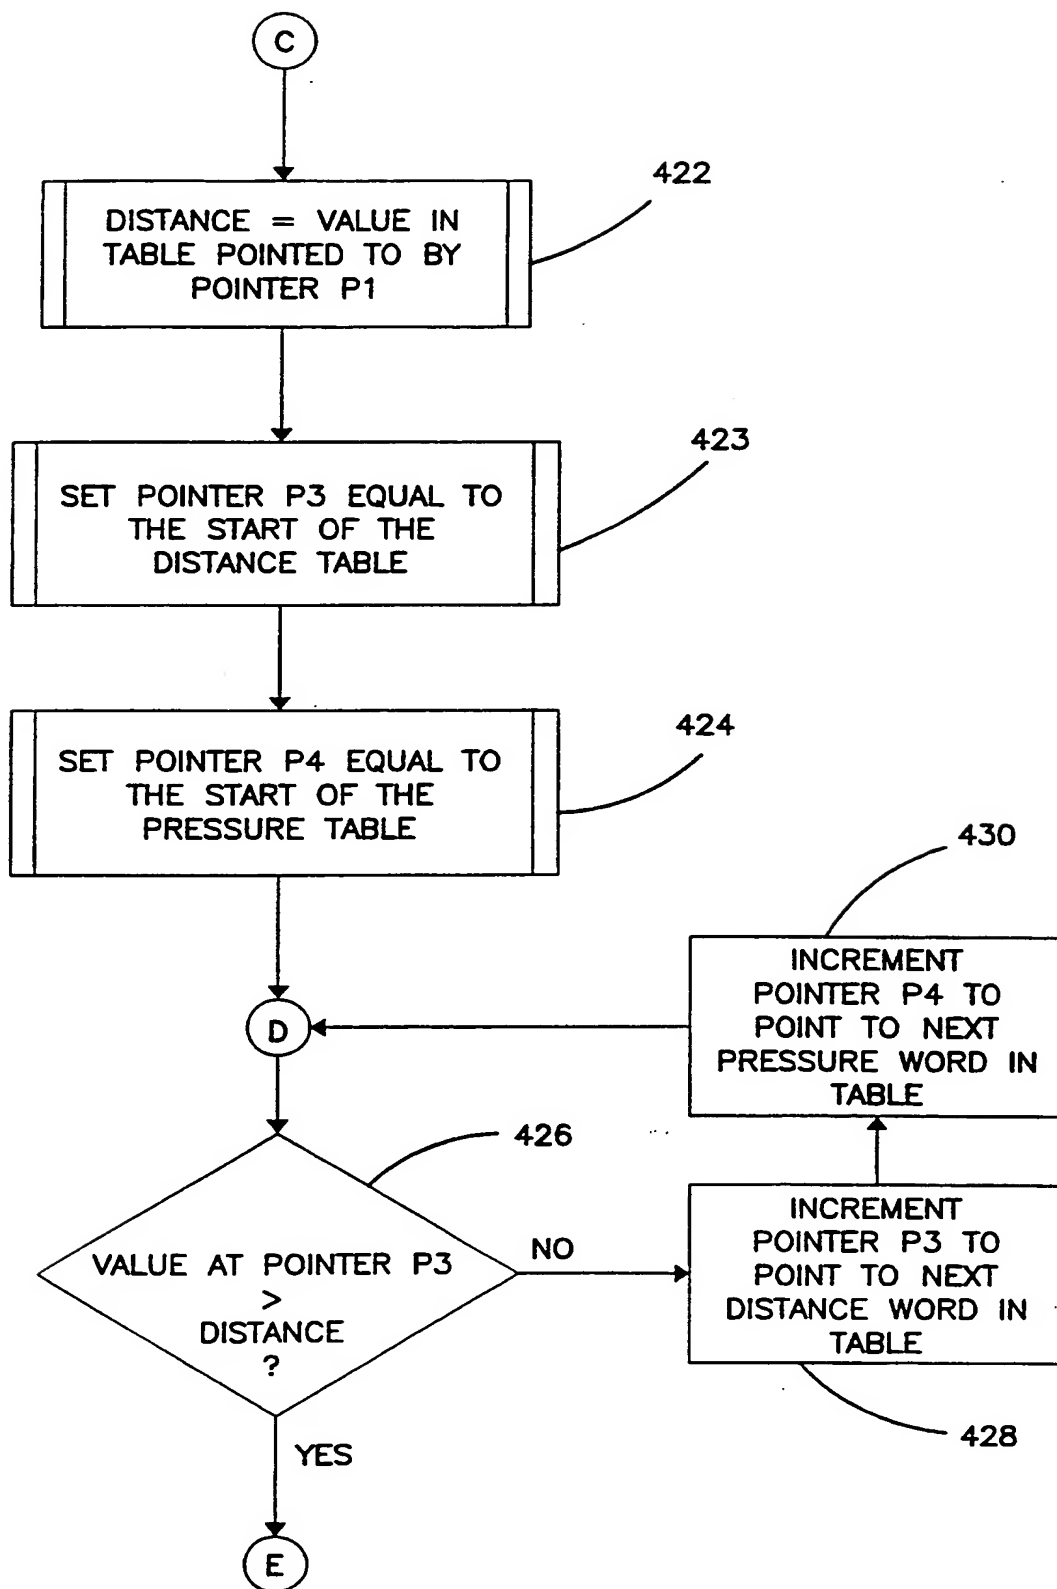 C
422
DISTANCE = VALUE IN
TABLE POINTED TO BY
POINTER P1
423
SET POINTER P3 EQUAL TO
THE START OF THE
DISTANCE TABLE
424
SET POINTER P4 EQUAL TO
THE START OF THE
PRESSURE TABLE
430
INCREMENT
POINTER P4 TO
POINT TO NEXT
PRESSURE WORD IN
TABLE
D
426
VALUE AT POINTER P3
>
DISTANCE
?
NO
INCREMENT
POINTER P3 TO
POINT TO NEXT
DISTANCE WORD IN
TABLE
428
YES
E